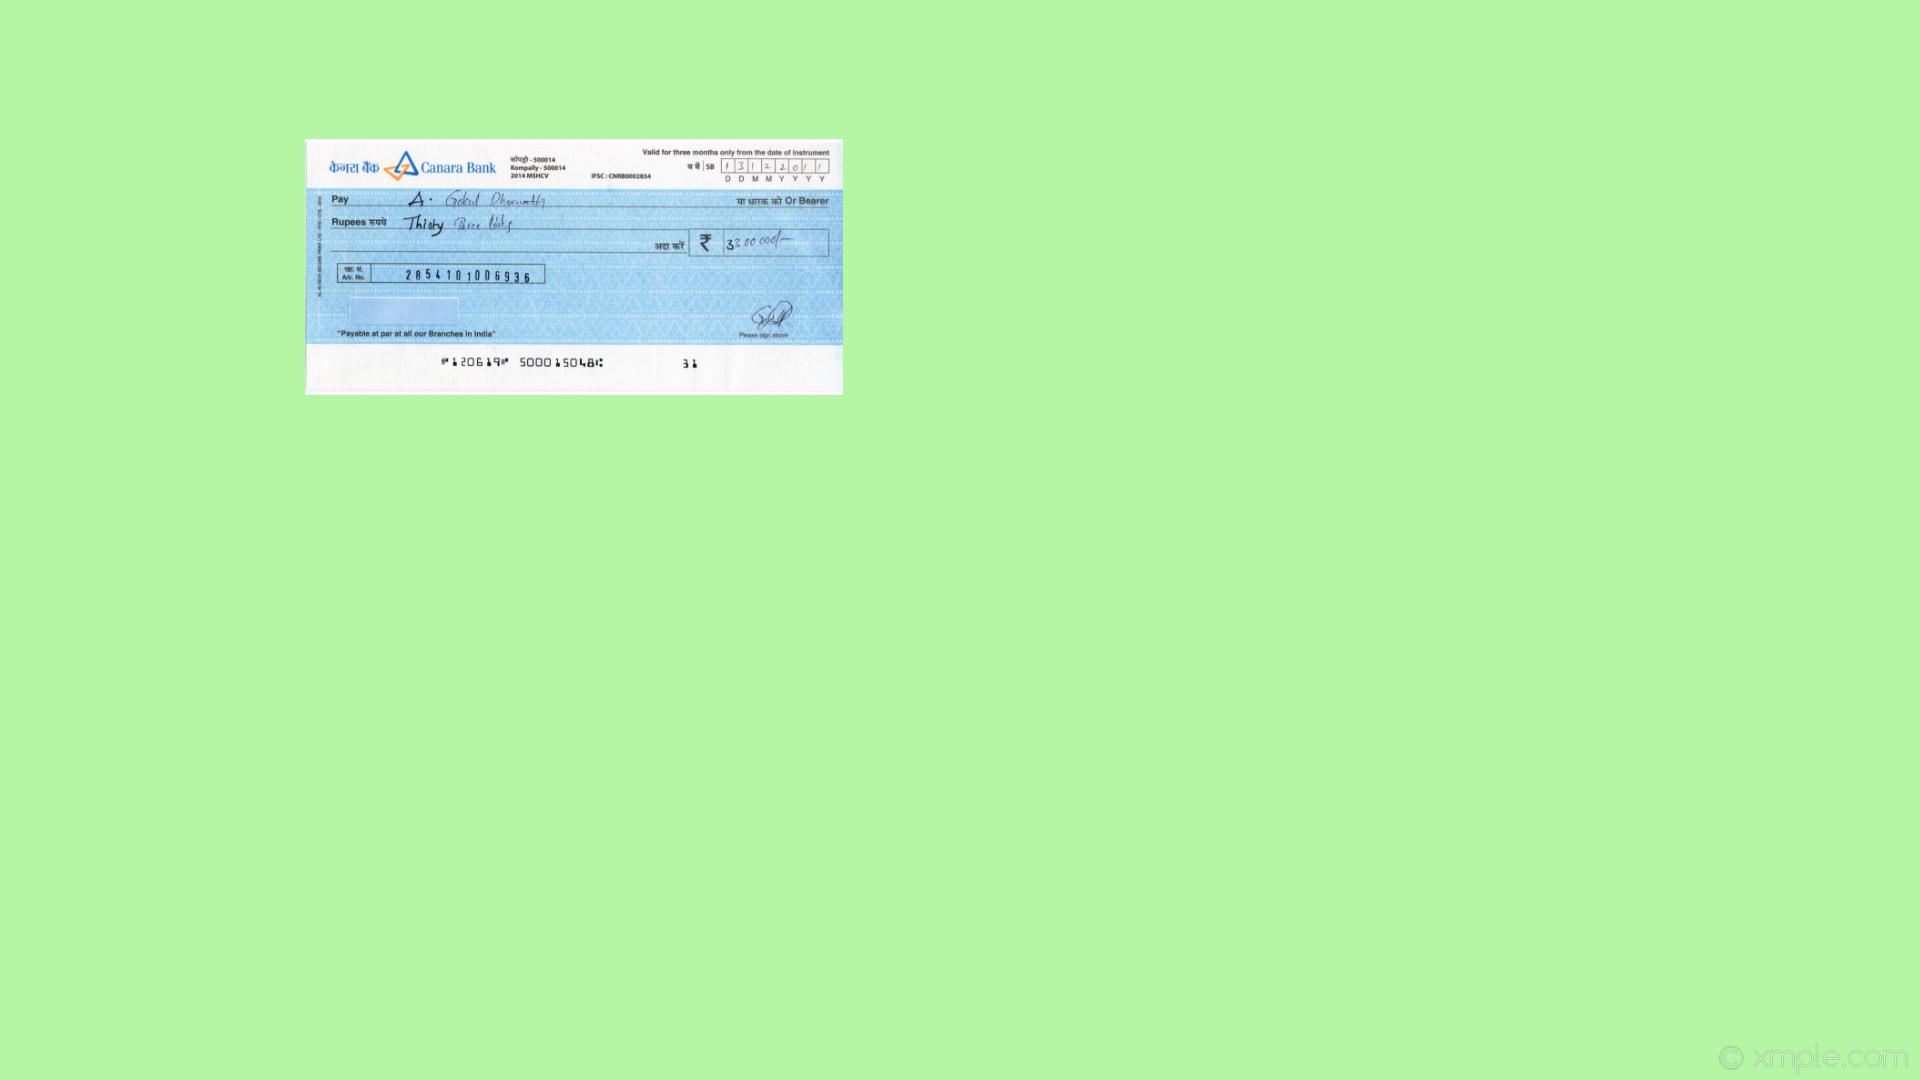 Valid for three months only from the date of Instrument
केनरा बैंक Canara Bank
कोंपल्ली - 500014
Kompally - 500014
2014 MSHCV
IFSC : CNRB0002854
ब बैं SB 1 3 1 2 2 0 1 1
D D M M Y Y Y Y
Pay A. Gokul Dharnath या धारक को Or Bearer
Rupees रुपये Thirty Three lacks
अदा करें ₹ 3300 000/-
खा. सं.
A/c. No. 2854101006936
"Payable at par at all our Branches in India"
Please sign above
⑈120619⑈ 500015048⑆ 31
© xmple.com